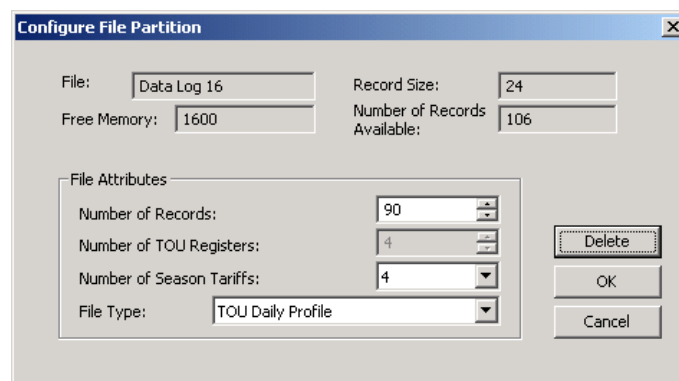 Configure File Partition
File: Data Log 16 Record Size: 24
Free Memory: 1600 Number of Records Available: 106
File Attributes
Number of Records: 90
Number of TOU Registers: 4
Delete
Number of Season Tariffs: 4
OK
File Type: TOU Daily Profile
Cancel